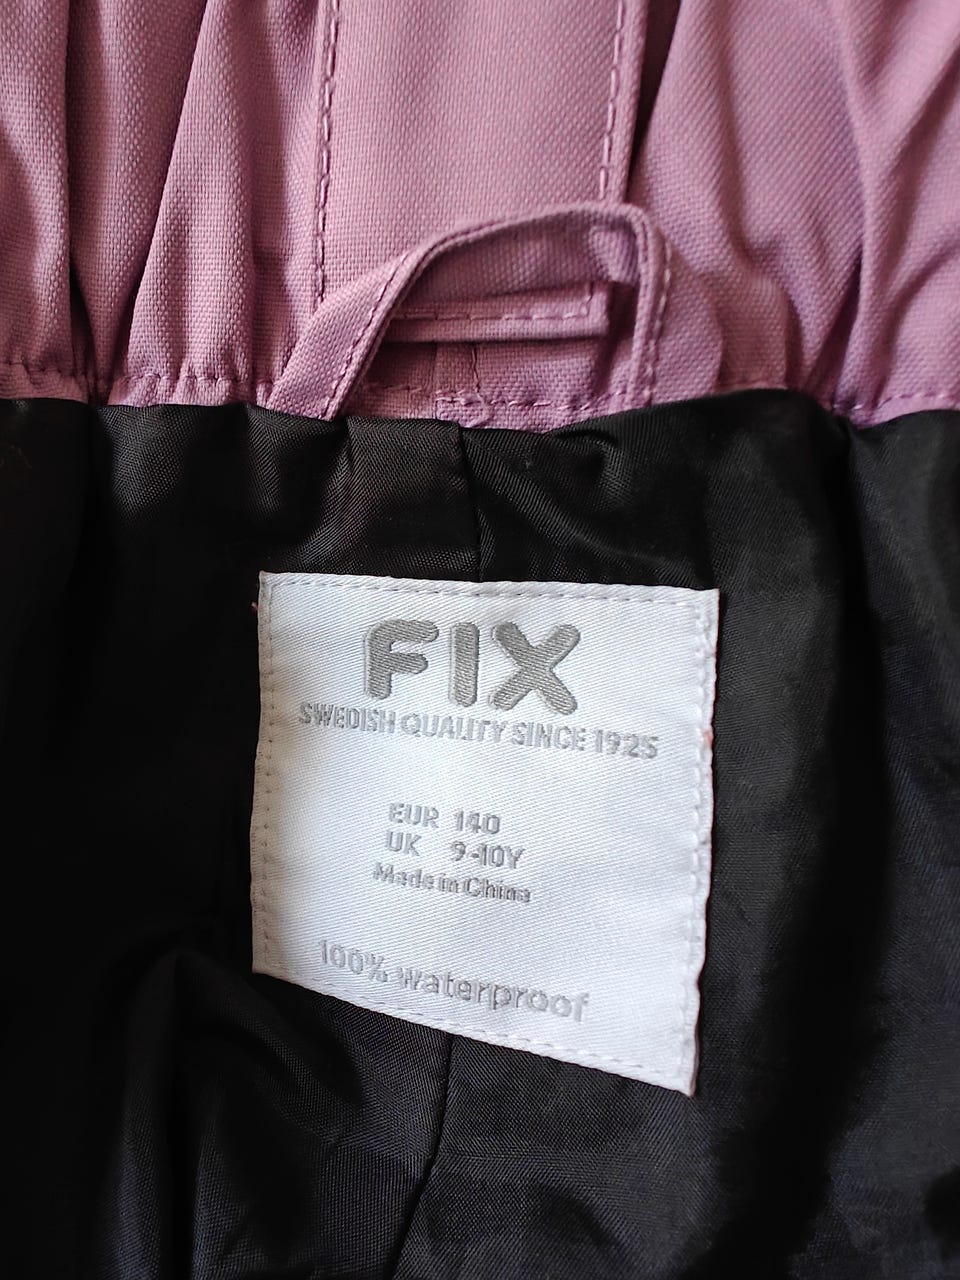 FIX
SWEDISH QUALITY SINCE 1925
EUR 140
UK 9-10Y
Made in China
100% waterproof